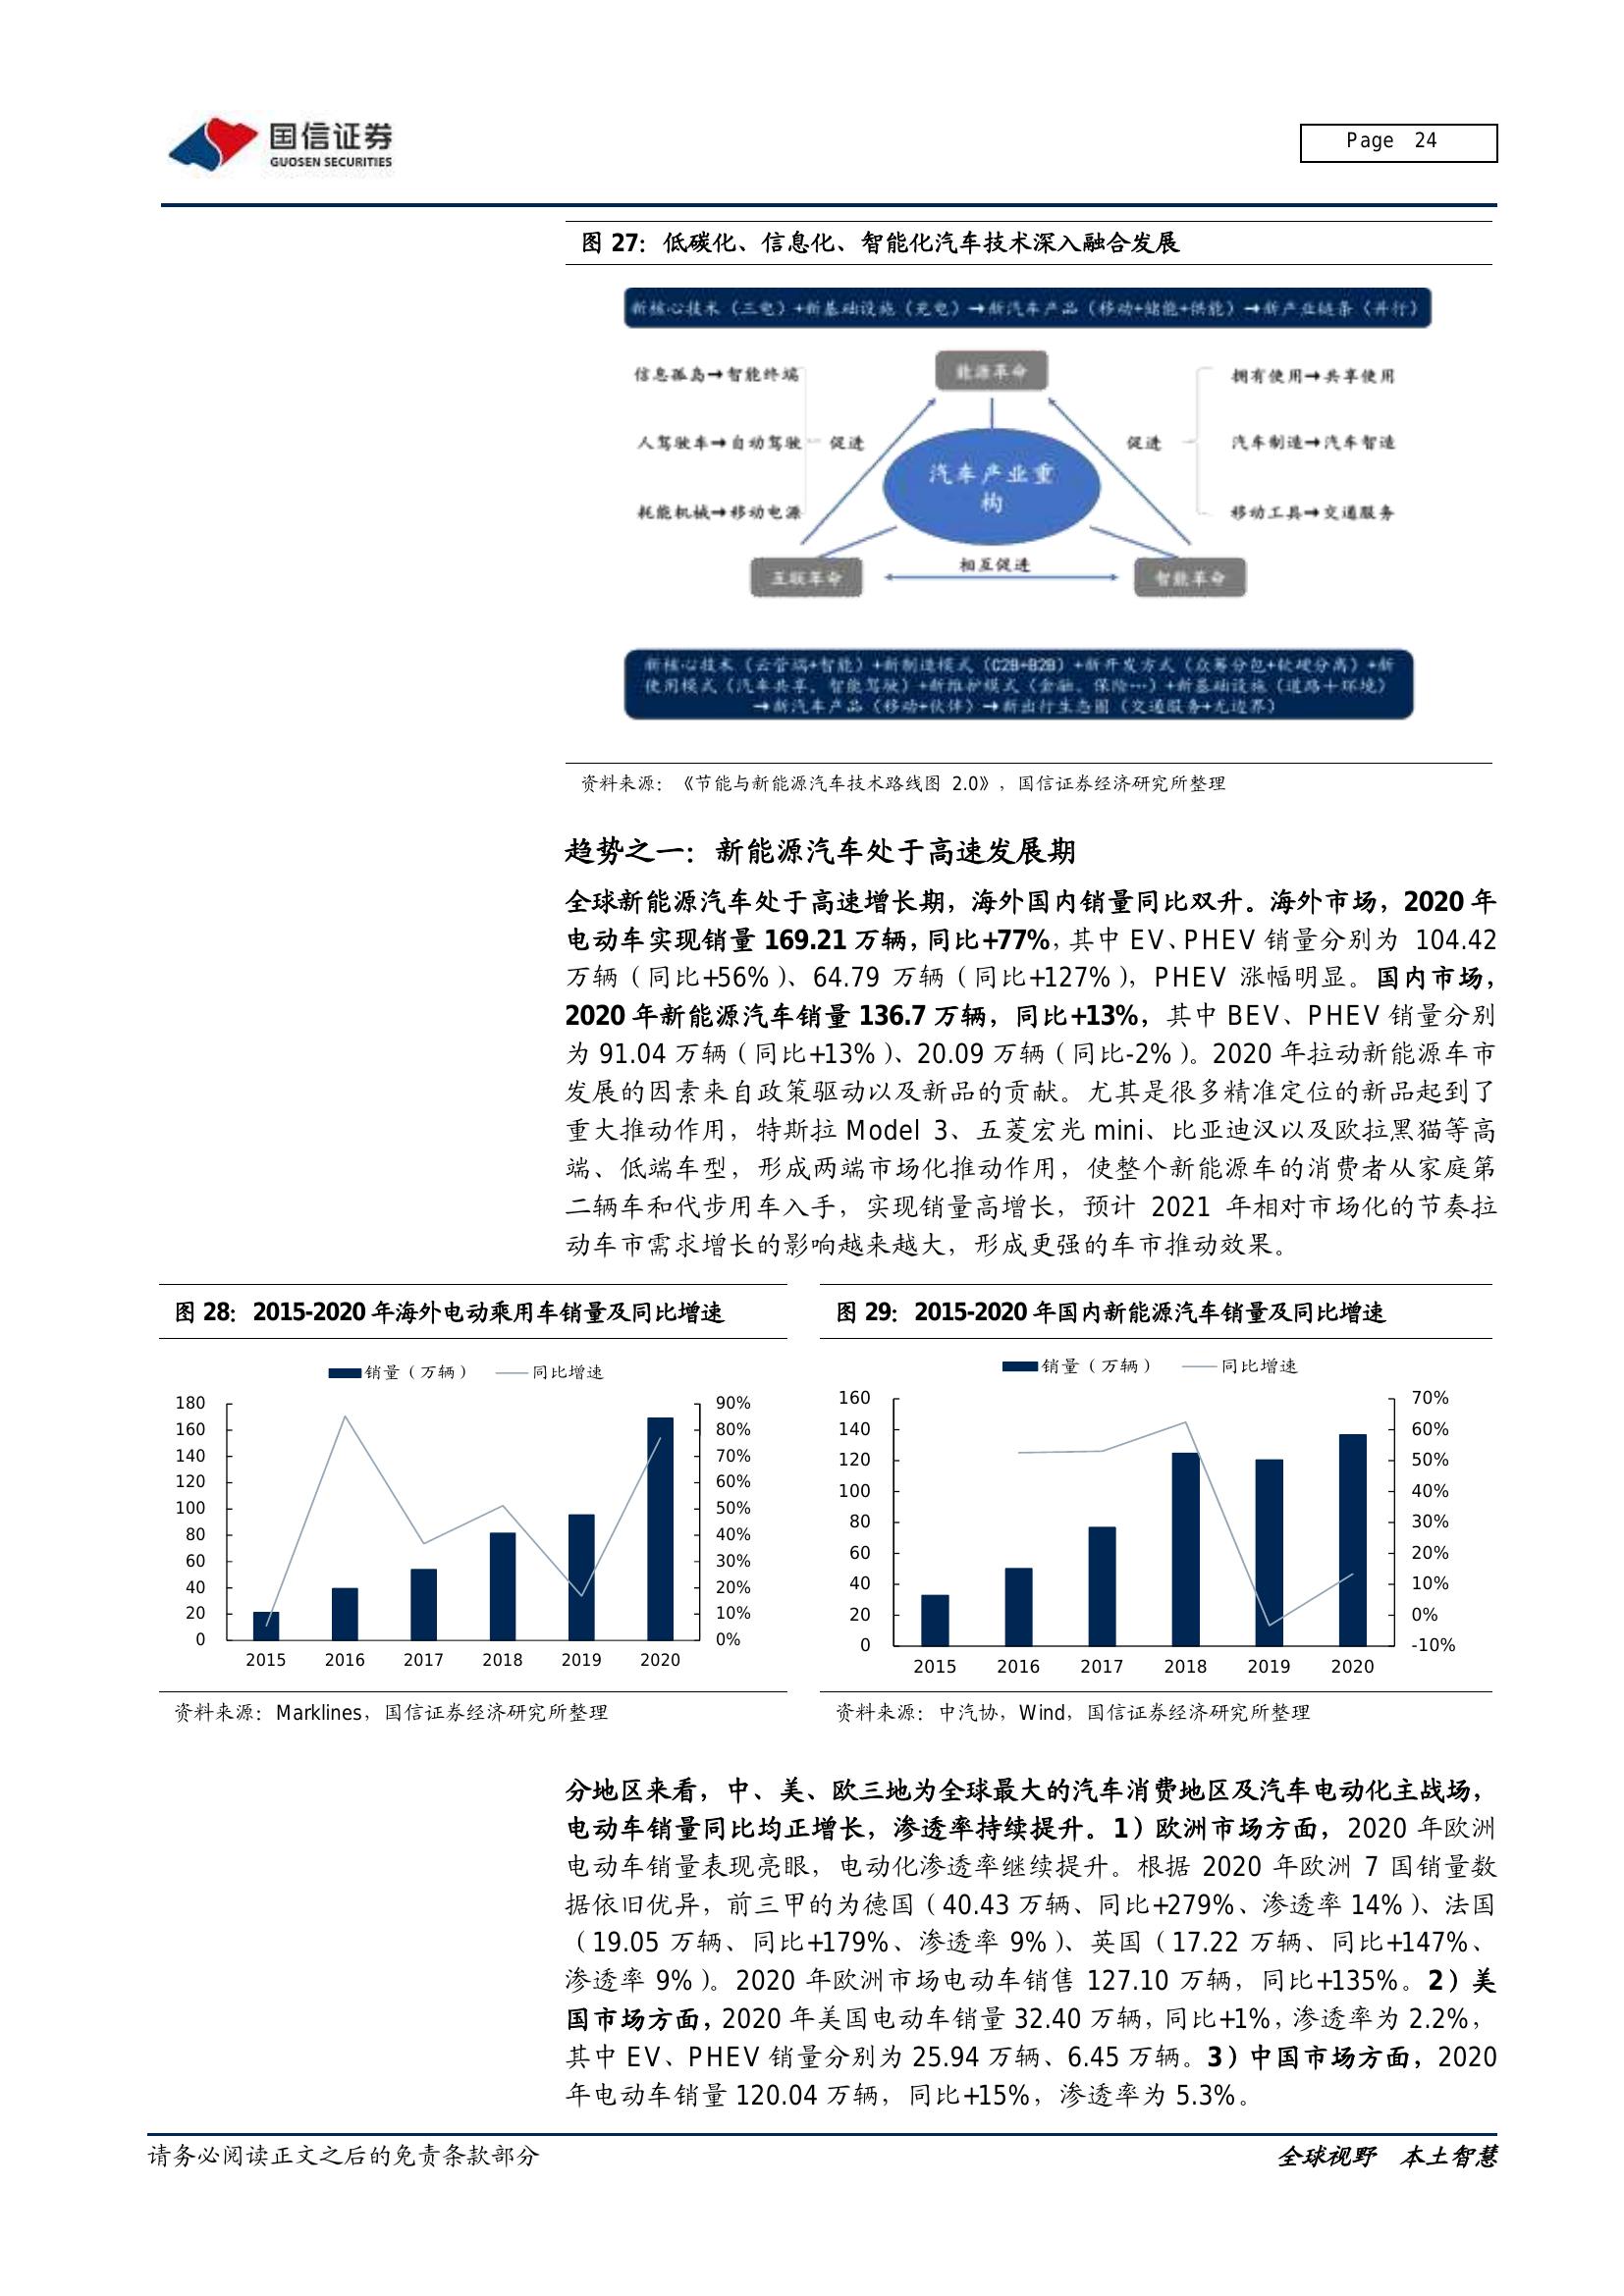 国信证券
GUOSEN SECURITIES
Page 24
图 27：低碳化、信息化、智能化汽车技术深入融合发展
新核心技术（三电）+新基础设施（充电）→新汽车产品（移动+储能+供能）→新产业链条（并行）
能源革命
信息孤岛→智能终端
人驾驶车→自动驾驶
耗能机械→移动电源
促进
汽车产业重
构
促进
拥有使用→共享使用
汽车制造→汽车智造
移动工具→交通服务
互联革命
相互促进
智能革命
新核心技术（云管端+智能）+新制造模式（C2B+B2B）+新开发方式（众筹分包+软硬分离）+新
使用模式（汽车共享，智能驾驶）+新维护模式（金融、保险…）+新基础设施（道路+环境）
→新汽车产品（移动+伙伴）→新出行生态圈（交通服务+无边界）
资料来源：《节能与新能源汽车技术路线图 2.0》，国信证券经济研究所整理
趋势之一：新能源汽车处于高速发展期
全球新能源汽车处于高速增长期，海外国内销量同比双升。海外市场，2020 年
电动车实现销量 169.21 万辆，同比+77%，其中 EV、PHEV 销量分别为 104.42
万辆（同比+56%）、64.79 万辆（同比+127%），PHEV 涨幅明显。国内市场，
2020 年新能源汽车销量 136.7 万辆，同比+13%，其中 BEV、PHEV 销量分别
为 91.04 万辆（同比+13%）、20.09 万辆（同比-2%）。2020 年拉动新能源车市
发展的因素来自政策驱动以及新品的贡献。尤其是很多精准定位的新品起到了
重大推动作用，特斯拉 Model 3、五菱宏光 mini、比亚迪汉以及欧拉黑猫等高
端、低端车型，形成两端市场化推动作用，使整个新能源车的消费者从家庭第
二辆车和代步用车入手，实现销量高增长，预计 2021 年相对市场化的节奏拉
动车市需求增长的影响越来越大，形成更强的车市推动效果。
图 28：2015-2020 年海外电动乘用车销量及同比增速
销量（万辆） 同比增速
180 90%
160 80%
140 70%
120 60%
100 50%
80 40%
60 30%
40 20%
20 10%
0 0%
2015 2016 2017 2018 2019 2020
资料来源：Marklines，国信证券经济研究所整理
图 29：2015-2020 年国内新能源汽车销量及同比增速
销量（万辆） 同比增速
160 70%
140 60%
120 50%
100 40%
80 30%
60 20%
40 10%
20 0%
0 -10%
2015 2016 2017 2018 2019 2020
资料来源：中汽协，Wind，国信证券经济研究所整理
分地区来看，中、美、欧三地为全球最大的汽车消费地区及汽车电动化主战场，
电动车销量同比均正增长，渗透率持续提升。1）欧洲市场方面，2020 年欧洲
电动车销量表现亮眼，电动化渗透率继续提升。根据 2020 年欧洲 7 国销量数
据依旧优异，前三甲的为德国（40.43 万辆、同比+279%、渗透率 14%）、法国
（19.05 万辆、同比+179%、渗透率 9%）、英国（17.22 万辆、同比+147%、
渗透率 9%）。2020 年欧洲市场电动车销售 127.10 万辆，同比+135%。2）美
国市场方面，2020 年美国电动车销量 32.40 万辆，同比+1%，渗透率为 2.2%，
其中 EV、PHEV 销量分别为 25.94 万辆、6.45 万辆。3）中国市场方面，2020
年电动车销量 120.04 万辆，同比+15%，渗透率为 5.3%。
请务必阅读正文之后的免责条款部分
全球视野 本土智慧